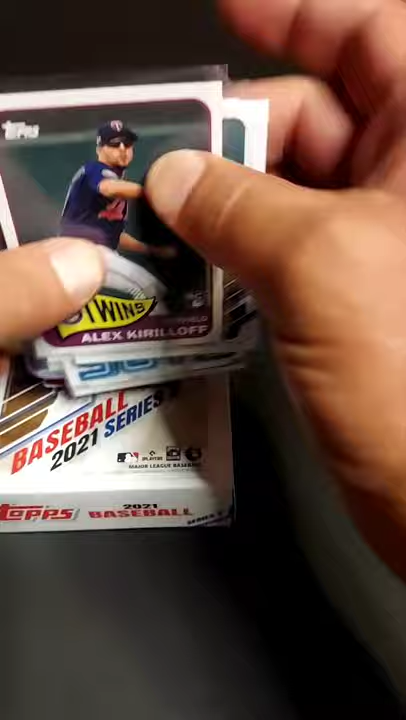 Topps
TWINS
ALEX KIRILLOFF
BASEBALL
2021 SERIES
MAJOR LEAGUE BASEBALL
topps
2021
BASEBALL